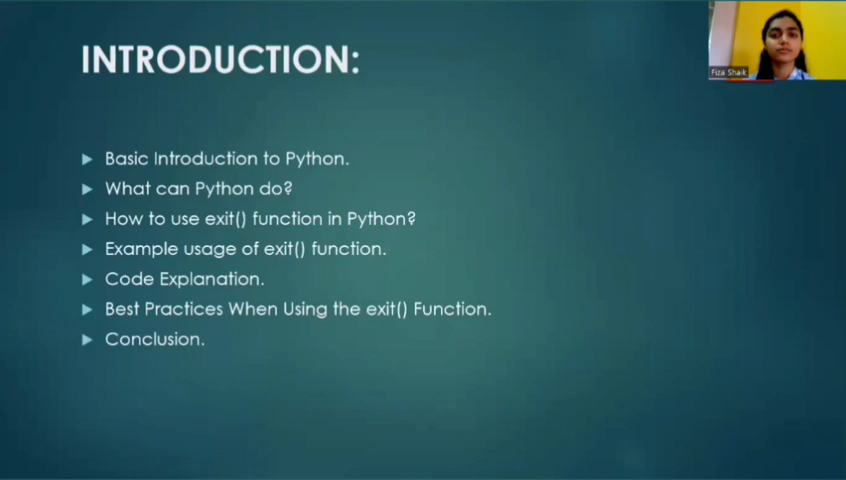 INTRODUCTION:
Fiza Shaik
Basic Introduction to Python.
What can Python do?
How to use exit() function in Python?
Example usage of exit() function.
Code Explanation.
Best Practices When Using the exit() Function.
Conclusion.